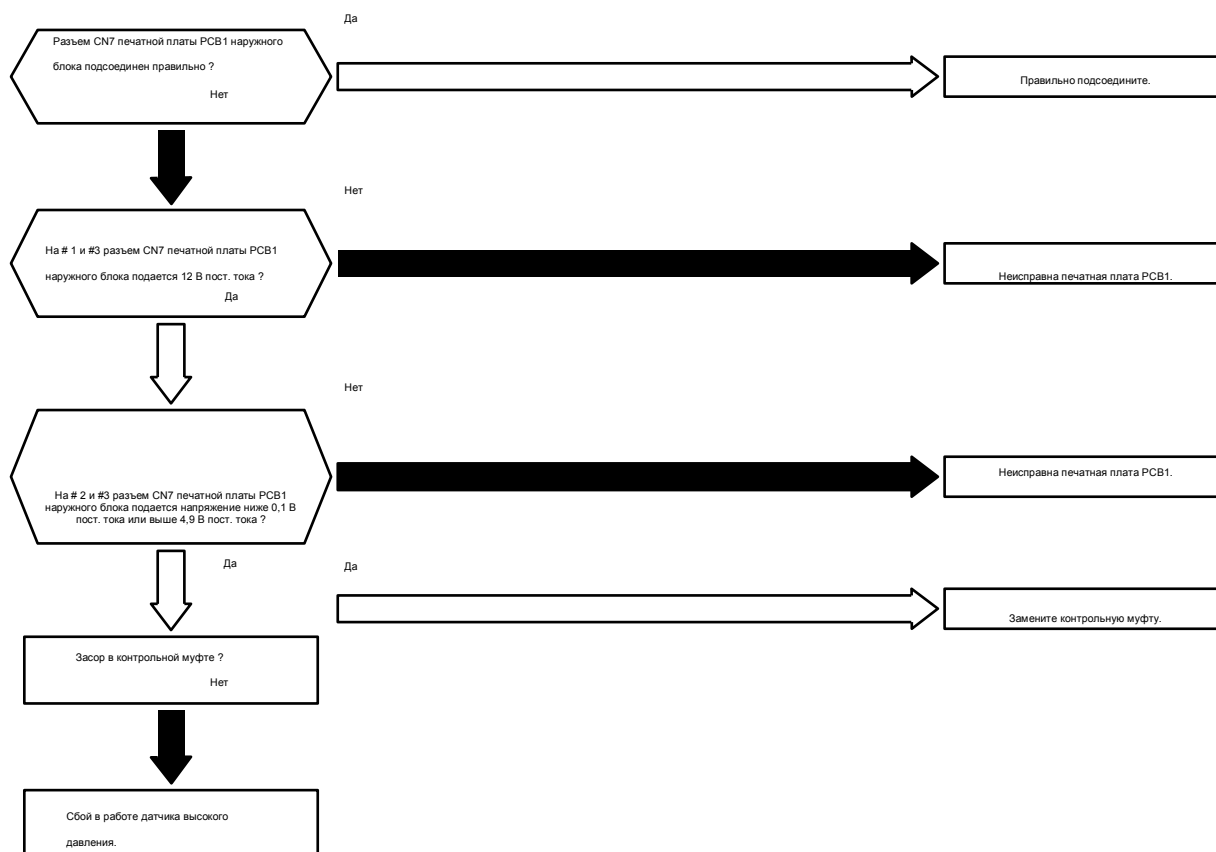 Да
Разъем CN7 печатной платы PCB1 наружного
блока подсоединен правильно ?
Нет
Правильно подсоедините.
Нет
На # 1 и #3 разъем CN7 печатной платы PCB1
наружного блока подается 12 В пост. тока ?
Да
Неисправна печатная плата PCB1.
Нет
На # 2 и #3 разъем CN7 печатной платы PCB1
наружного блока подается напряжение ниже 0,1 В
пост. тока или выше 4,9 В пост. тока ?
Неисправна печатная плата PCB1.
Да
Да
Замените контрольную муфту.
Засор в контрольной муфте ?
Нет
Сбой в работе датчика высокого
давления.